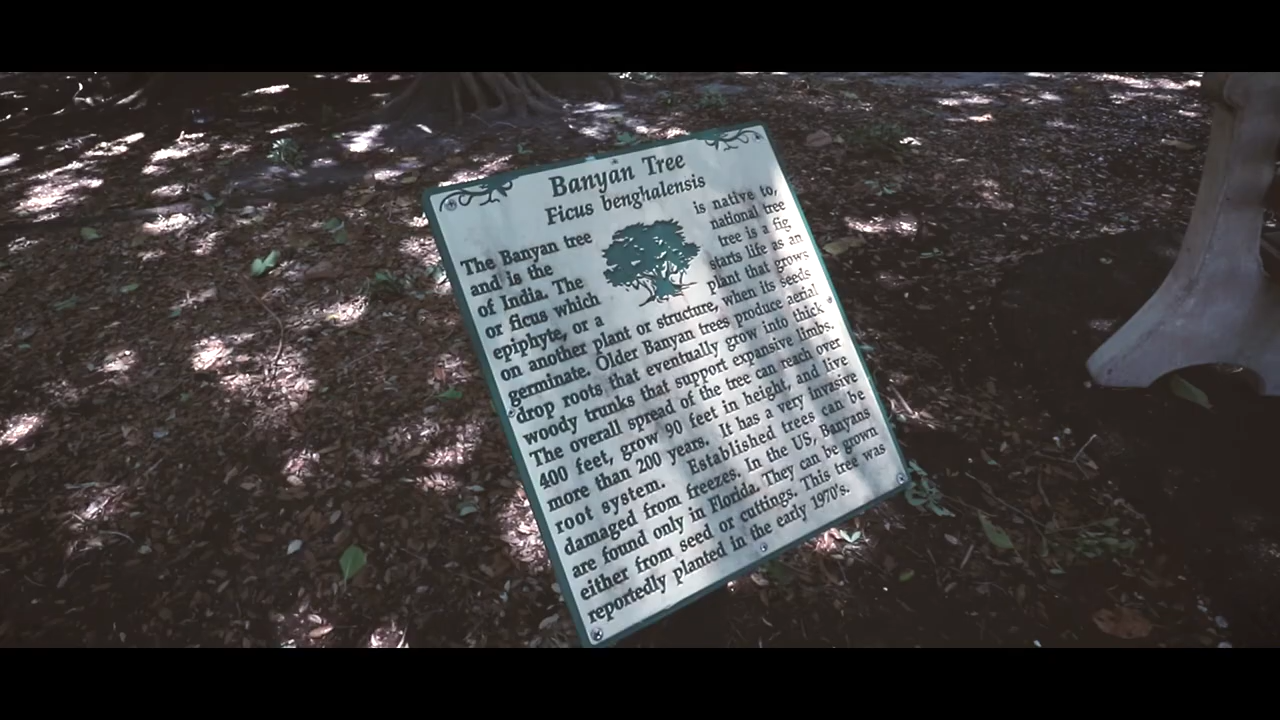 Banyan Tree
Ficus benghalensis
The Banyan tree is native to,
and is the national tree
of India. The tree is a fig
or ficus which starts life as an
epiphyte, or a plant that grows
on another plant or structure, when its seeds
germinate. Older Banyan trees produce aerial
drop roots that eventually grow into thick
woody trunks that support expansive limbs.
The overall spread of the tree can reach over
400 feet, grow 90 feet in height, and live
more than 200 years. It has a very invasive
root system. Established trees can be
damaged from freezes. In the US, Banyans
are found only in Florida. They can be grown
either from seed or cuttings. This tree was
reportedly planted in the early 1970's.